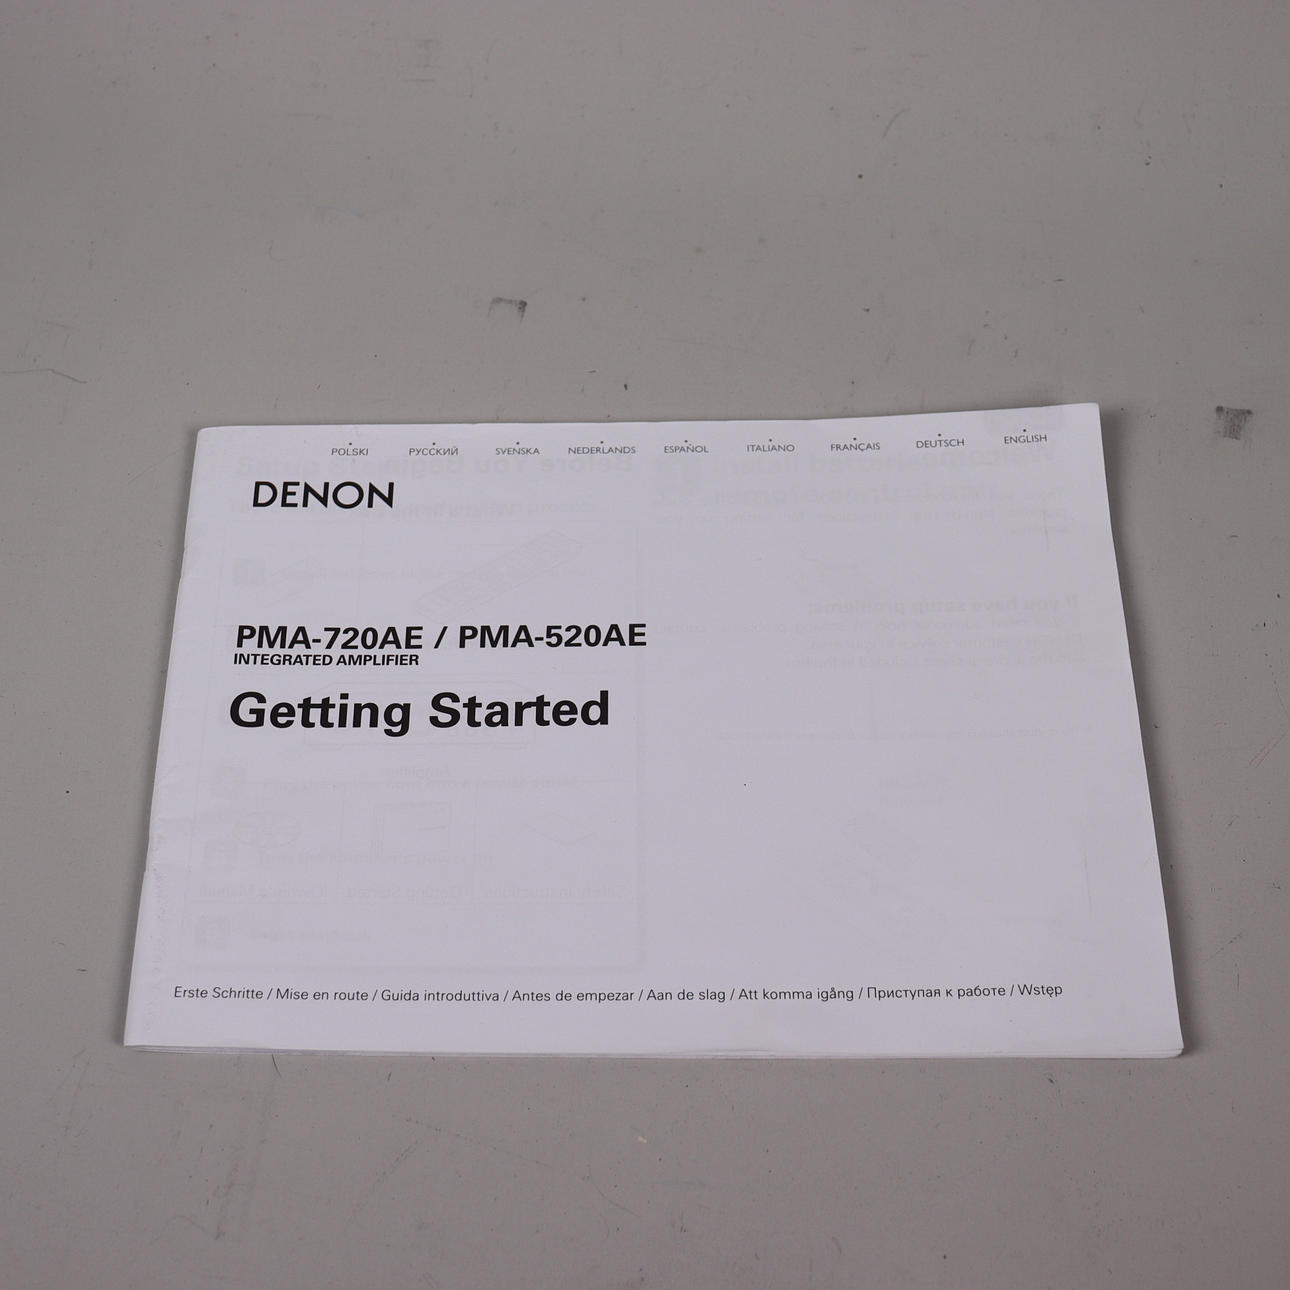 POLSKI РУССКИЙ SVENSKA NEDERLANDS ESPAÑOL ITALIANO FRANÇAIS DEUTSCH ENGLISH
DENON
PMA-720AE / PMA-520AE
INTEGRATED AMPLIFIER
Getting Started
Erste Schritte / Mise en route / Guida introduttiva / Antes de empezar / Aan de slag / Att komma igång / Приступая к работе / Wstęp